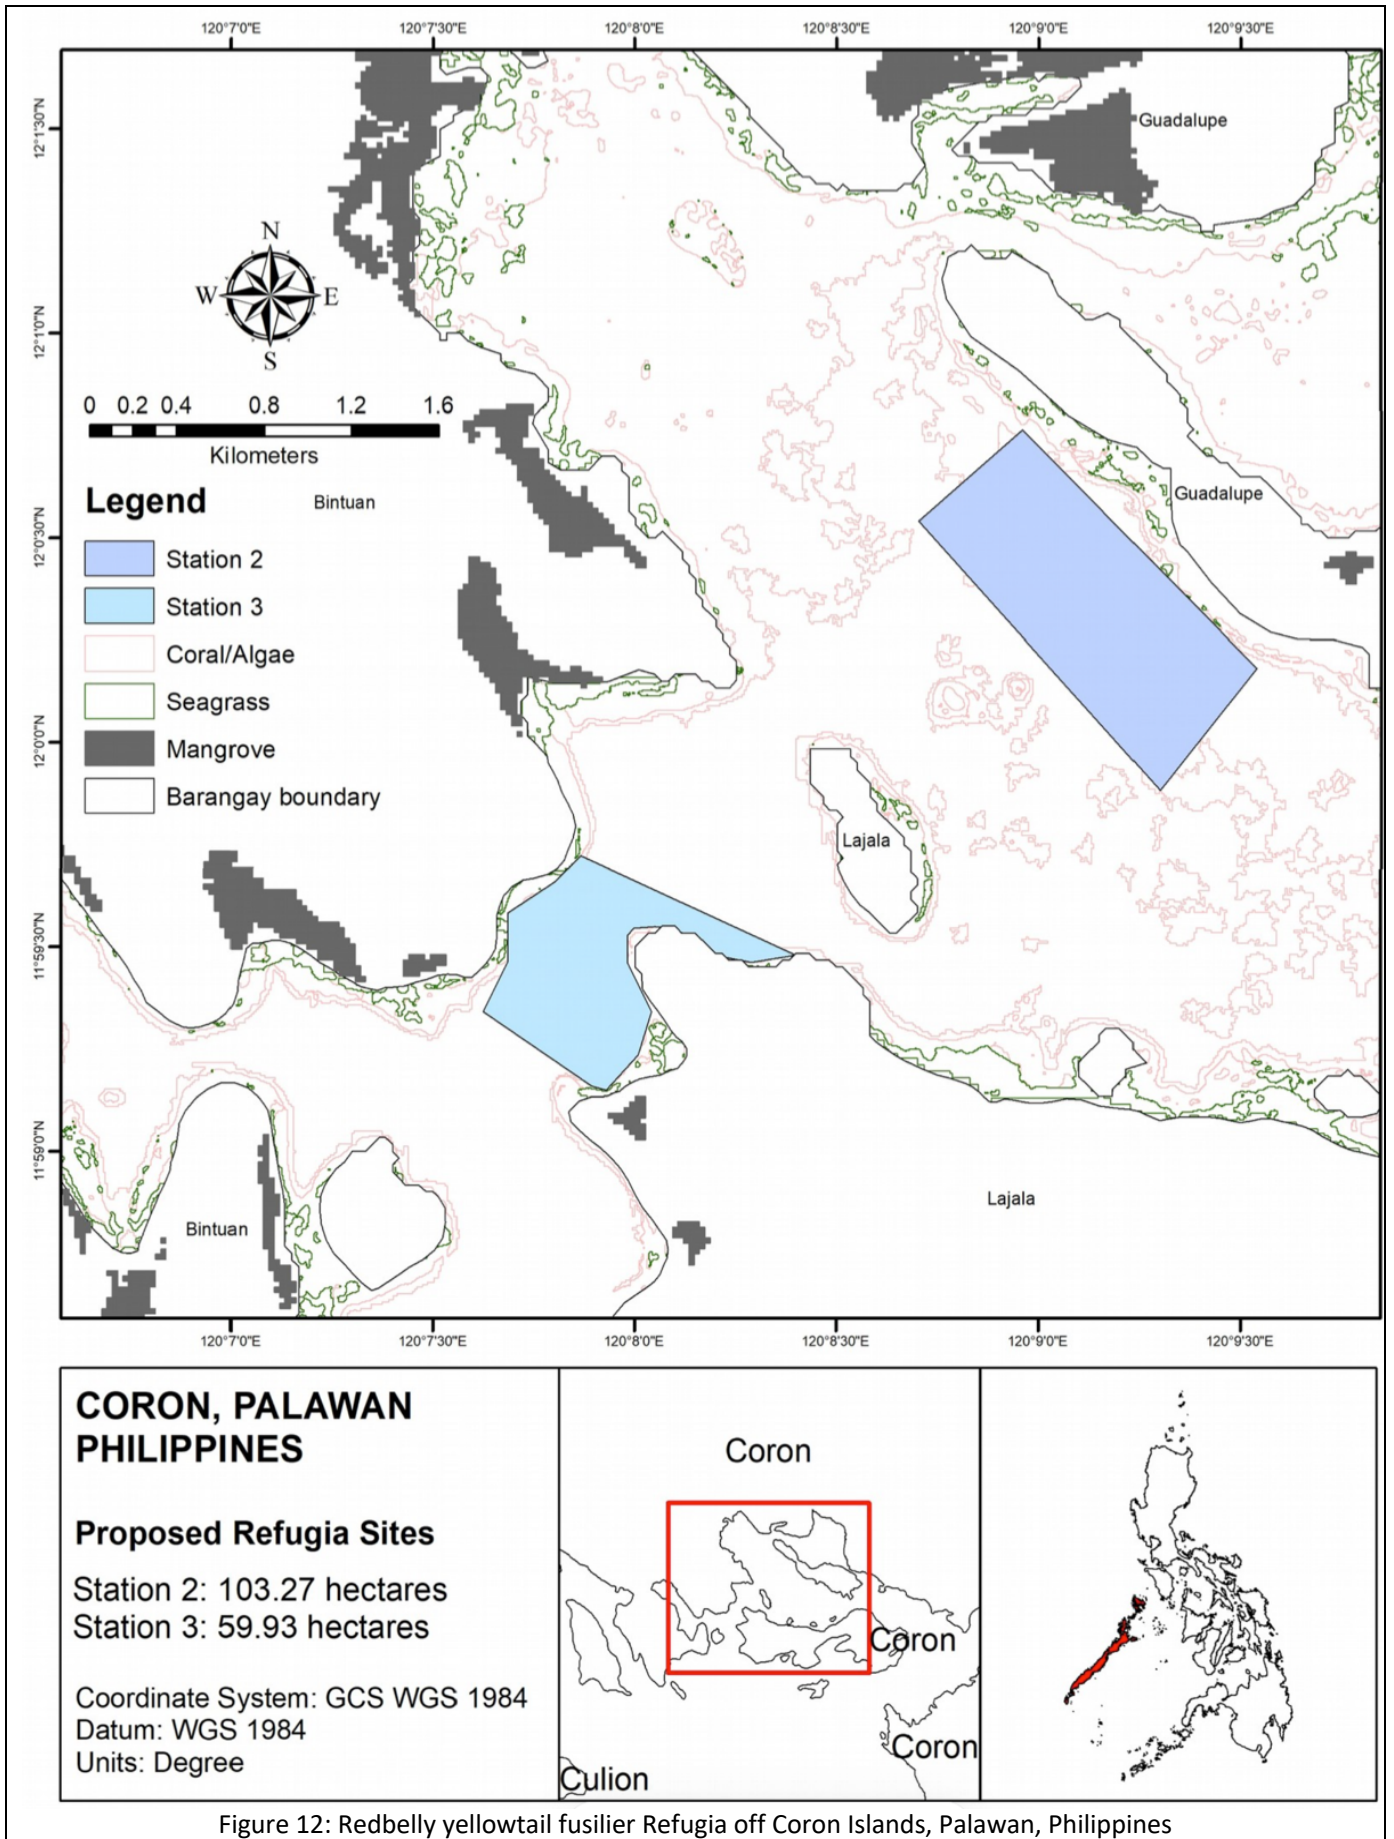 120°7'0"E 120°7'30"E 120°8'0"E 120°8'30"E 120°9'0"E 120°9'30"E
12°1'30"N
Guadalupe
N
W E
S
12°1'0"N
0 0.2 0.4 0.8 1.2 1.6
Kilometers
Legend
Bintuan
Guadalupe
12°0'30"N
Station 2
Station 3
Coral/Algae
Seagrass
Mangrove
Barangay boundary
12°0'0"N
Lajala
11°59'30"N
11°59'0"N
Lajala
Bintuan
120°7'0"E 120°7'30"E 120°8'0"E 120°8'30"E 120°9'0"E 120°9'30"E
CORON, PALAWAN
PHILIPPINES
Proposed Refugia Sites
Station 2: 103.27 hectares
Station 3: 59.93 hectares
Coordinate System: GCS WGS 1984
Datum: WGS 1984
Units: Degree
Coron
Coron
Coron
Culion
Figure 12: Redbelly yellowtail fusilier Refugia off Coron Islands, Palawan, Philippines